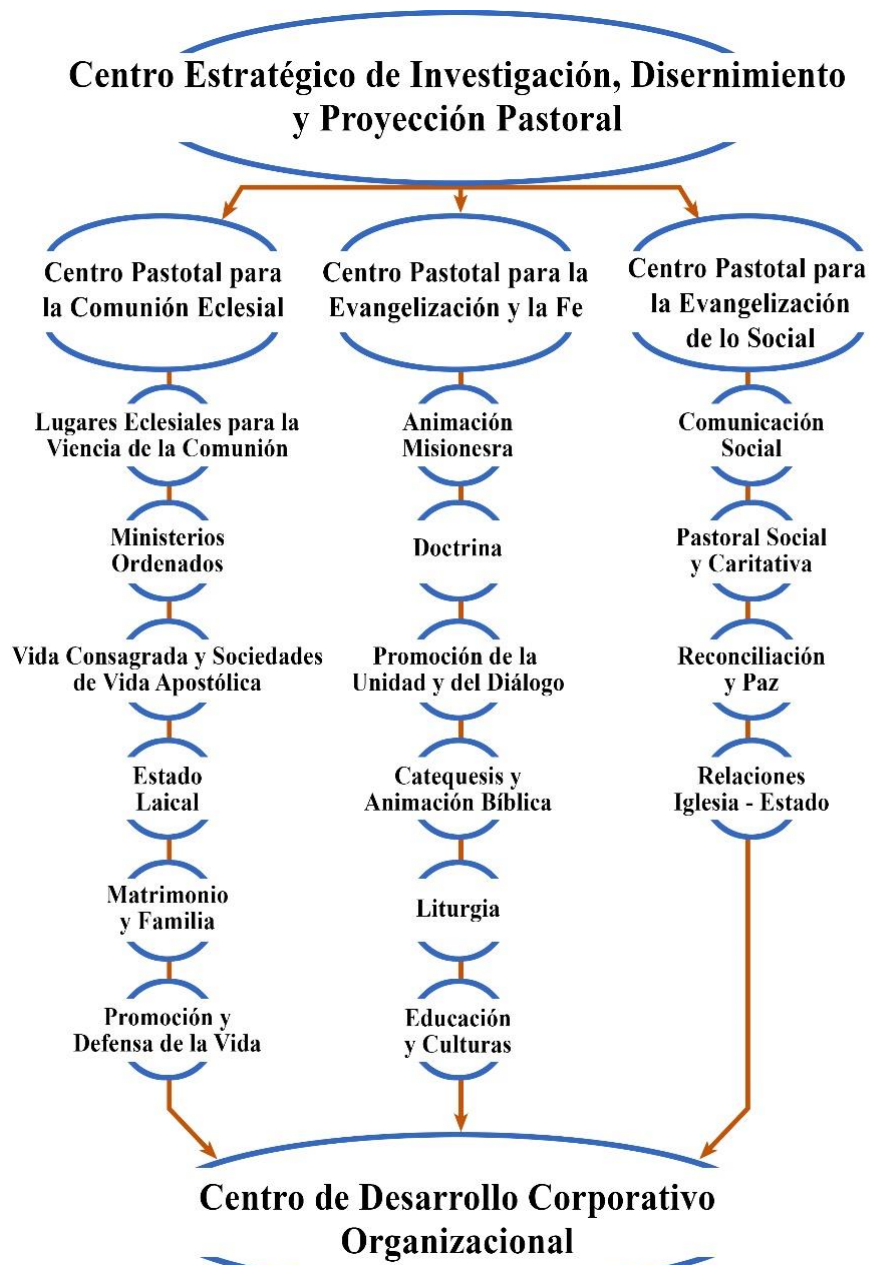 Centro Estratégico de Investigación, Disernimiento
y Proyección Pastoral
Centro Pastotal para
la Comunión Eclesial
Centro Pastotal para la
Evangelización y la Fe
Centro Pastotal para
la Evangelización
de lo Social
Lugares Eclesiales para la
Viencia de la Comunión
Ministerios
Ordenados
Vida Consagrada y Sociedades
de Vida Apostólica
Estado
Laical
Matrimonio
y Familia
Promoción y
Defensa de la Vida
Animación
Misionesra
Doctrina
Promoción de la
Unidad y del Diálogo
Catequesis y
Animación Bíblica
Liturgia
Educación
y Culturas
Comunicación
Social
Pastoral Social
y Caritativa
Reconciliación
y Paz
Relaciones
Iglesia - Estado
Centro de Desarrollo Corporativo
Organizacional